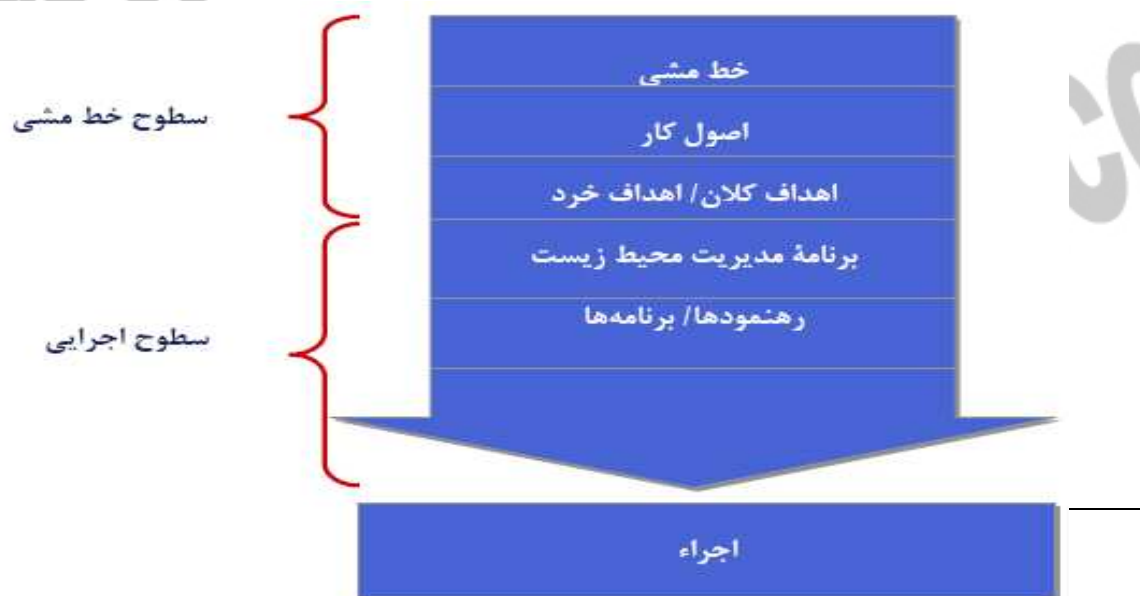 خط مشی
اصول کار
اهداف کلان/ اهداف خرد
برنامهٔ مدیریت محیط زیست
رهنمودها/ برنامه‌ها
اجراء
سطوح خط مشی
سطوح اجرایی